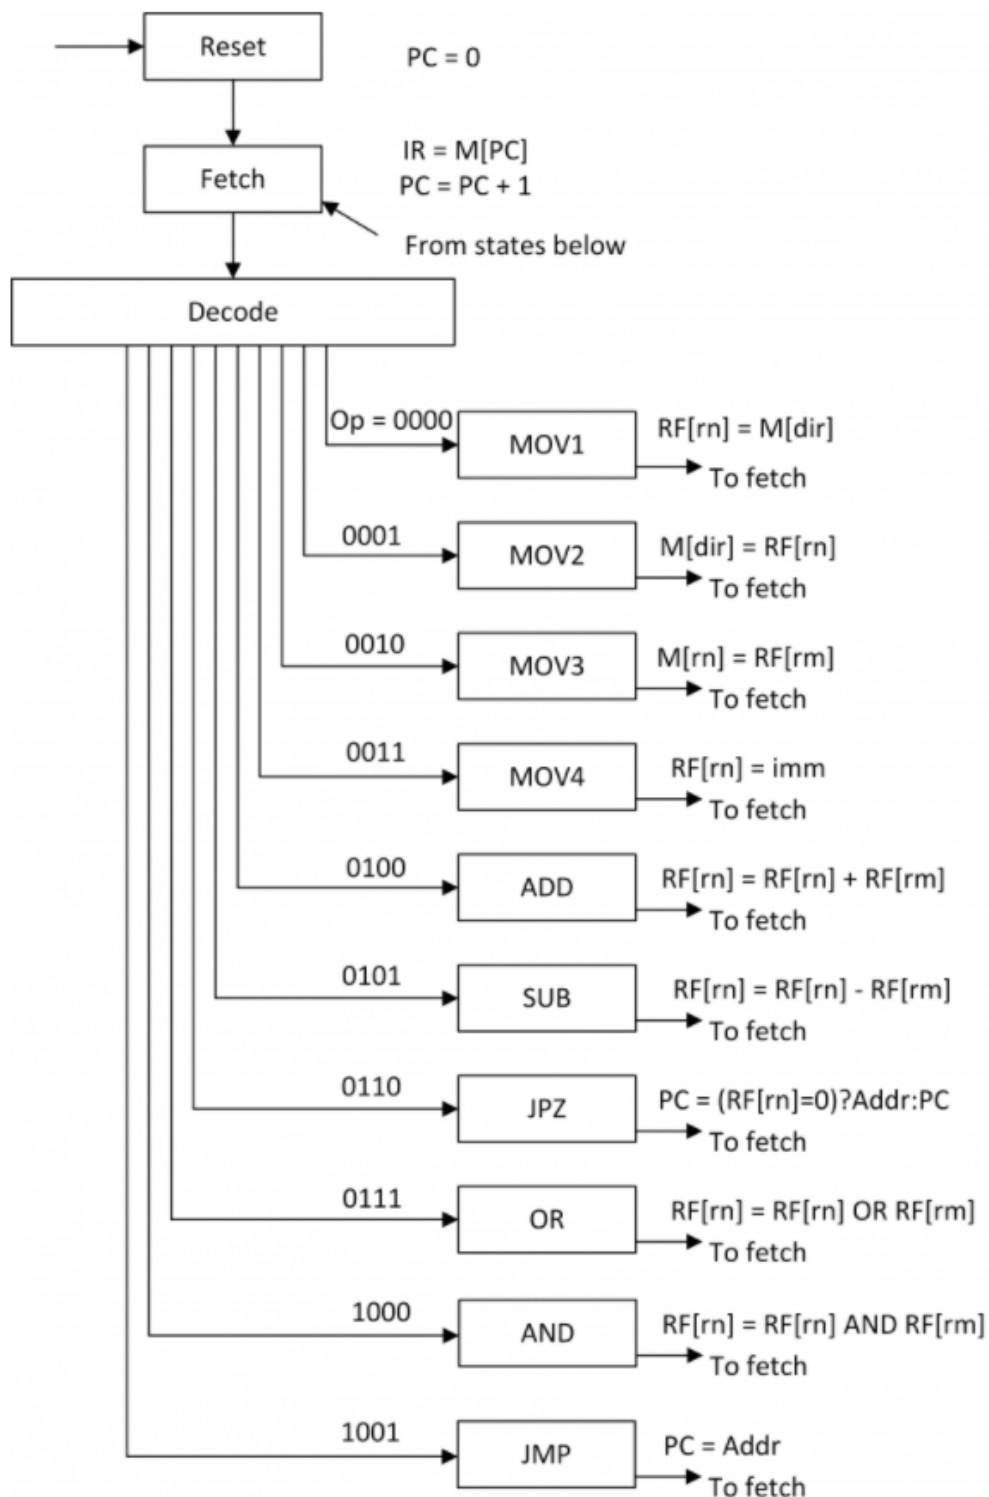 Reset
PC = 0
Fetch
IR = M[PC]
PC = PC + 1
From states below
Decode
Op = 0000
MOV1
RF[rn] = M[dir]
To fetch
0001
MOV2
M[dir] = RF[rn]
To fetch
0010
MOV3
M[rn] = RF[rm]
To fetch
0011
MOV4
RF[rn] = imm
To fetch
0100
ADD
RF[rn] = RF[rn] + RF[rm]
To fetch
0101
SUB
RF[rn] = RF[rn] - RF[rm]
To fetch
0110
JPZ
PC = (RF[rn]=0)?Addr:PC
To fetch
0111
OR
RF[rn] = RF[rn] OR RF[rm]
To fetch
1000
AND
RF[rn] = RF[rn] AND RF[rm]
To fetch
1001
JMP
PC = Addr
To fetch